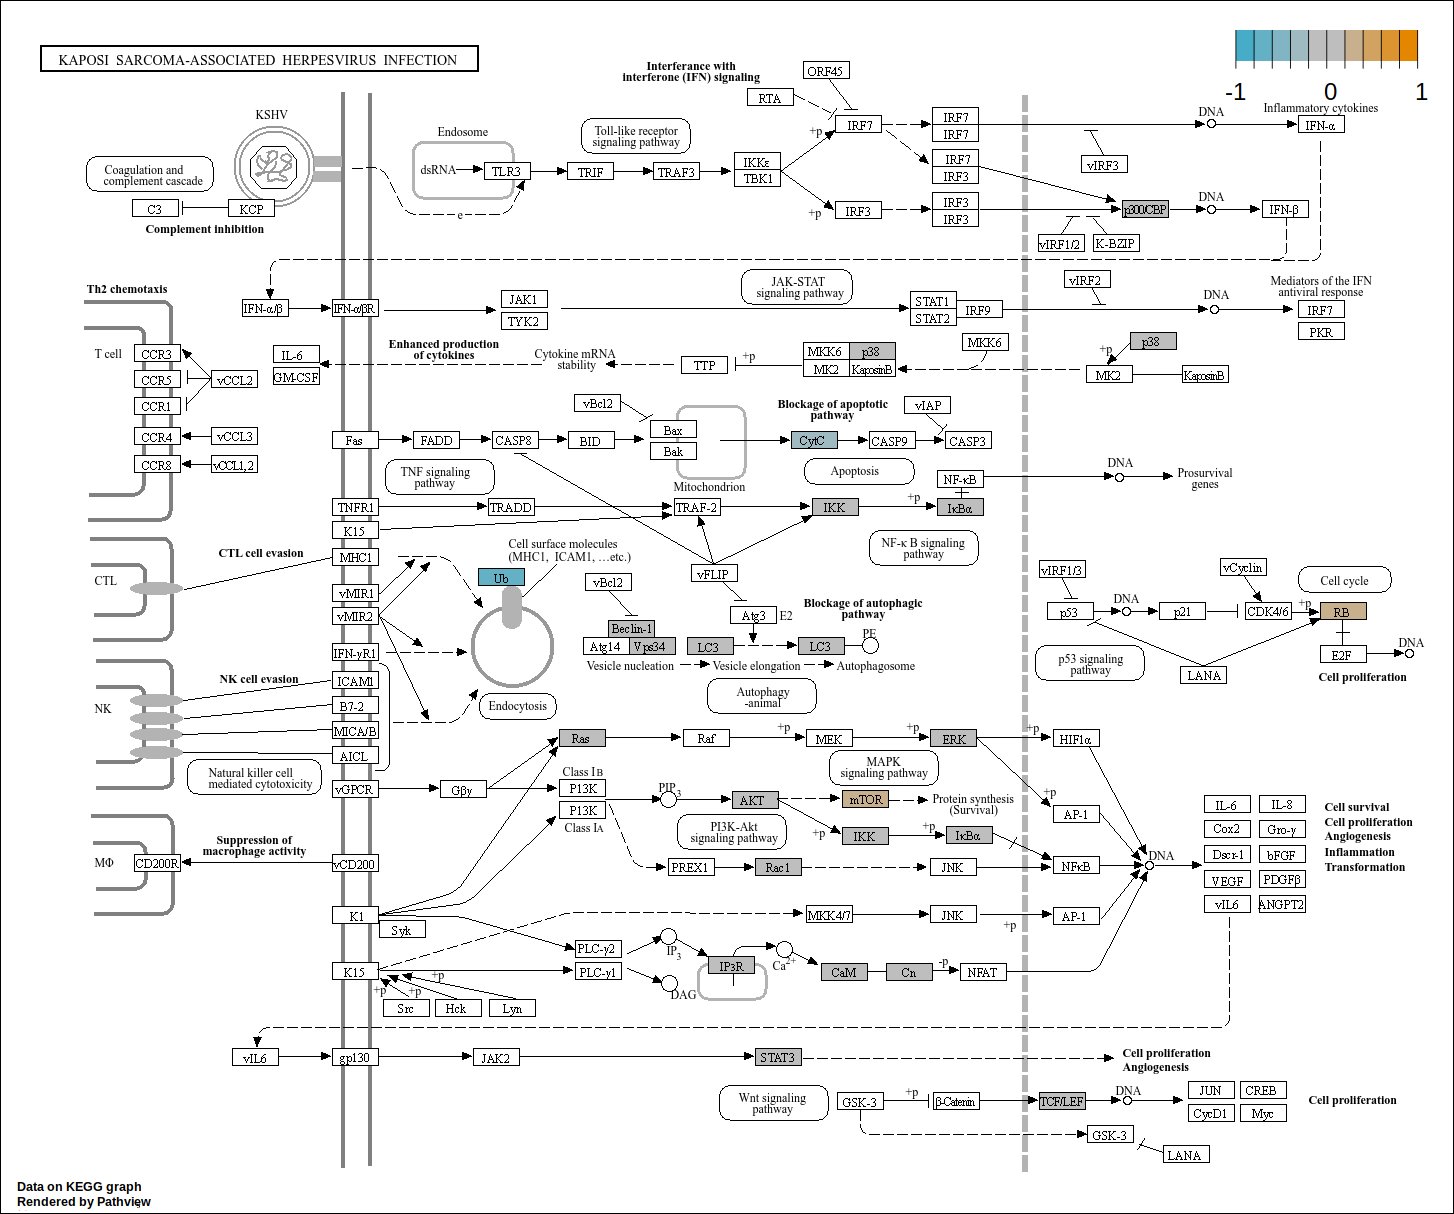 KAPOSI SARCOMA-ASSOCIATED HERPESVIRUS INFECTION
-1 0 1
Interferance with
interferone (IFN) signaling
ORF45
RTA
KSHV
Endosome
Toll-like receptor
signaling pathway
Coagulation and
complement cascade
C3
KCP
Complement inhibition
dsRNA
TLR3
e
TRIF
TRAF3
IKKε
TBK1
+p
IRF7
IRF7
IRF7
IRF7
IRF3
+p
IRF3
IRF3
IRF3
DNA
Inflammatory cytokines
IFN-α
vIRF3
p300/CBP
DNA
IFN-β
vIRF1/2
K-BZIP
Th2 chemotaxis
IFN-α/β
IFN-α/βR
JAK1
TYK2
JAK-STAT
signaling pathway
STAT1
STAT2
IRF9
vIRF2
DNA
Mediators of the IFN
antiviral response
IRF7
PKR
T cell
CCR3
CCR5
CCR1
CCR4
CCR8
vCCL2
vCCL3
vCCL1,2
IL-6
GM-CSF
Enhanced production
of cytokines
Cytokine mRNA
stability
TTP
+p
MKK6
p38
MK2
KaposinB
MKK6
p38
+p
MK2
KaposinB
vBcl2
Bax
Bak
Mitochondrion
Blockage of apoptotic
pathway
vIAP
Fas
FADD
CASP8
BID
CytC
CASP9
CASP3
TNF signaling
pathway
Apoptosis
NF-κB
DNA
Prosurvival
genes
TNFR1
TRADD
TRAF-2
IKK
+p
IκBα
K15
NF-κ B signaling
pathway
CTL
CTL cell evasion
MHC1
vMIR1
vMIR2
IFN-γR1
Cell surface molecules
(MHC1, ICAM1, ...etc.)
Ub
vBcl2
vFLIP
Atg3
E2
Blockage of autophagic
pathway
Beclin-1
Atg14
Vps34
LC3
LC3
PE
Vesicle nucleation
Vesicle elongation
Autophagosome
Autophagy
-animal
Endocytosis
vIRF1/3
p53
DNA
p21
vCyclin
CDK4/6
+p
Cell cycle
RB
E2F
DNA
Cell proliferation
p53 signaling
pathway
LANA
NK
NK cell evasion
ICAM1
B7-2
MICA/B
AICL
Natural killer cell
mediated cytotoxicity
vGPCR
Gβγ
Ras
Raf
+p
MEK
+p
ERK
+p
HIF1α
MAPK
signaling pathway
Class IB
PI3K
PI3K
Class IA
PIP3
AKT
mTOR
Protein synthesis
(Survival)
+p
AP-1
PI3K-Akt
signaling pathway
+p
IKK
+p
IκBα
PREX1
Rac1
JNK
NFκB
DNA
IL-6
IL-8
Cox2
Gro-γ
Dscr-1
bFGF
VEGF
PDGFβ
vIL6
ANGPT2
Cell survival
Cell proliferation
Angiogenesis
Inflammation
Transformation
MΦ
CD200R
Suppression of
macrophage activity
vCD200
K1
Syk
MKK4/7
JNK
+p
AP-1
PLC-γ2
PLC-γ1
IP3
DAG
IP3R
Ca2+
CaM
Cn
-p
NFAT
K15
+p
+p
+p
Src
Hck
Lyn
vIL6
gp130
JAK2
STAT3
Cell proliferation
Angiogenesis
Wnt signaling
pathway
GSK-3
+p
β-Catenin
TCF/LEF
DNA
JUN
CREB
CycD1
Myc
Cell proliferation
GSK-3
LANA
Data on KEGG graph
Rendered by Pathview